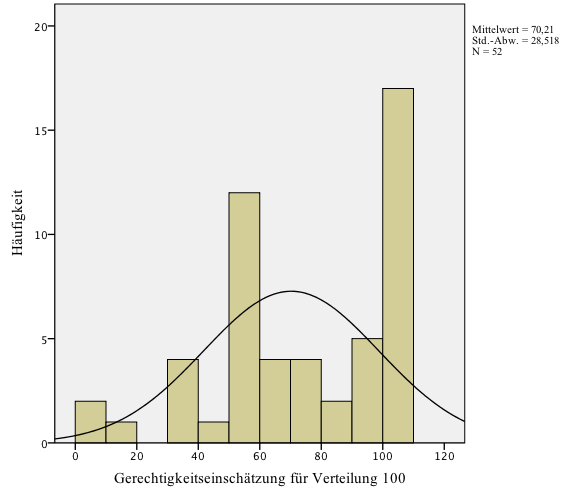 Mittelwert = 70,21
Std.-Abw. = 28,518
N = 52
Häufigkeit
20
15
10
5
0
0 20 40 60 80 100 120
Gerechtigkeitseinschätzung für Verteilung 100